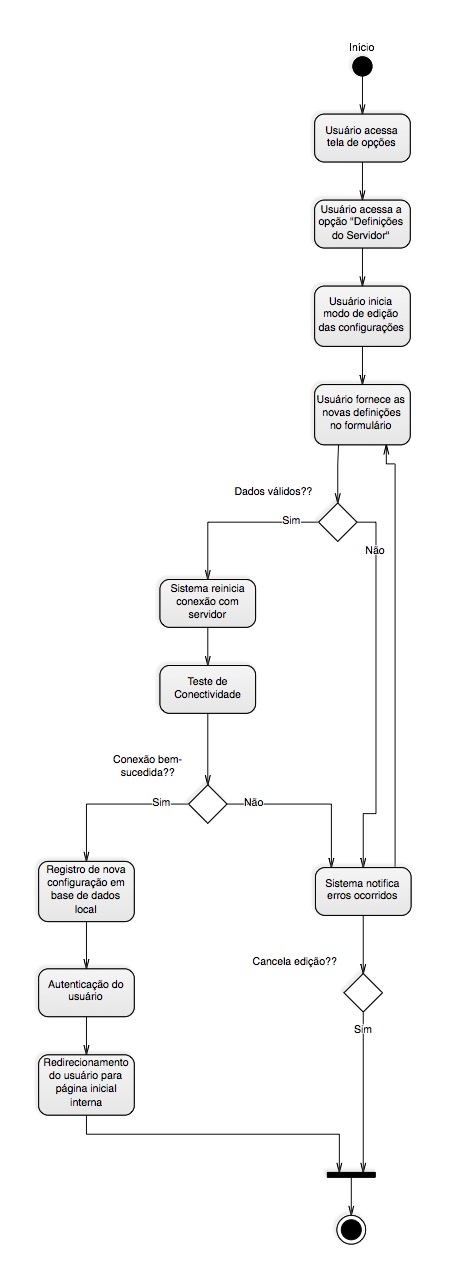 Início
Usuário acessa
tela de opções
Usuário acessa a
opção "Definições
do Servidor"
Usuário inicia
modo de edição
das configurações
Usuário fornece as
novas definições
no formulário
Dados válidos??
Sim
Não
Sistema reinicia
conexão com
servidor
Teste de
Conectividade
Conexão bem-
sucedida??
Sim
Não
Registro de nova
configuração em
base de dados
local
Sistema notifica
erros ocorridos
Cancela edição??
Autenticação do
usuário
Sim
Redirecionamento
do usuário para
página inicial
interna